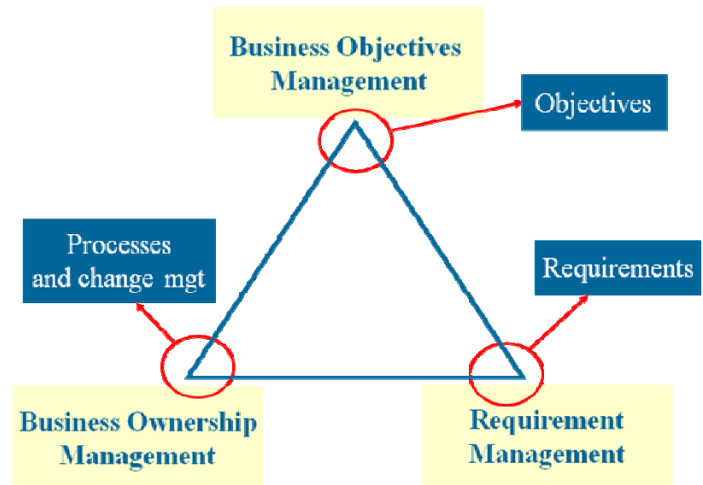 Business Objectives
Management
Objectives
Processes
and change mgt
Requirements
Business Ownership
Management
Requirement
Management